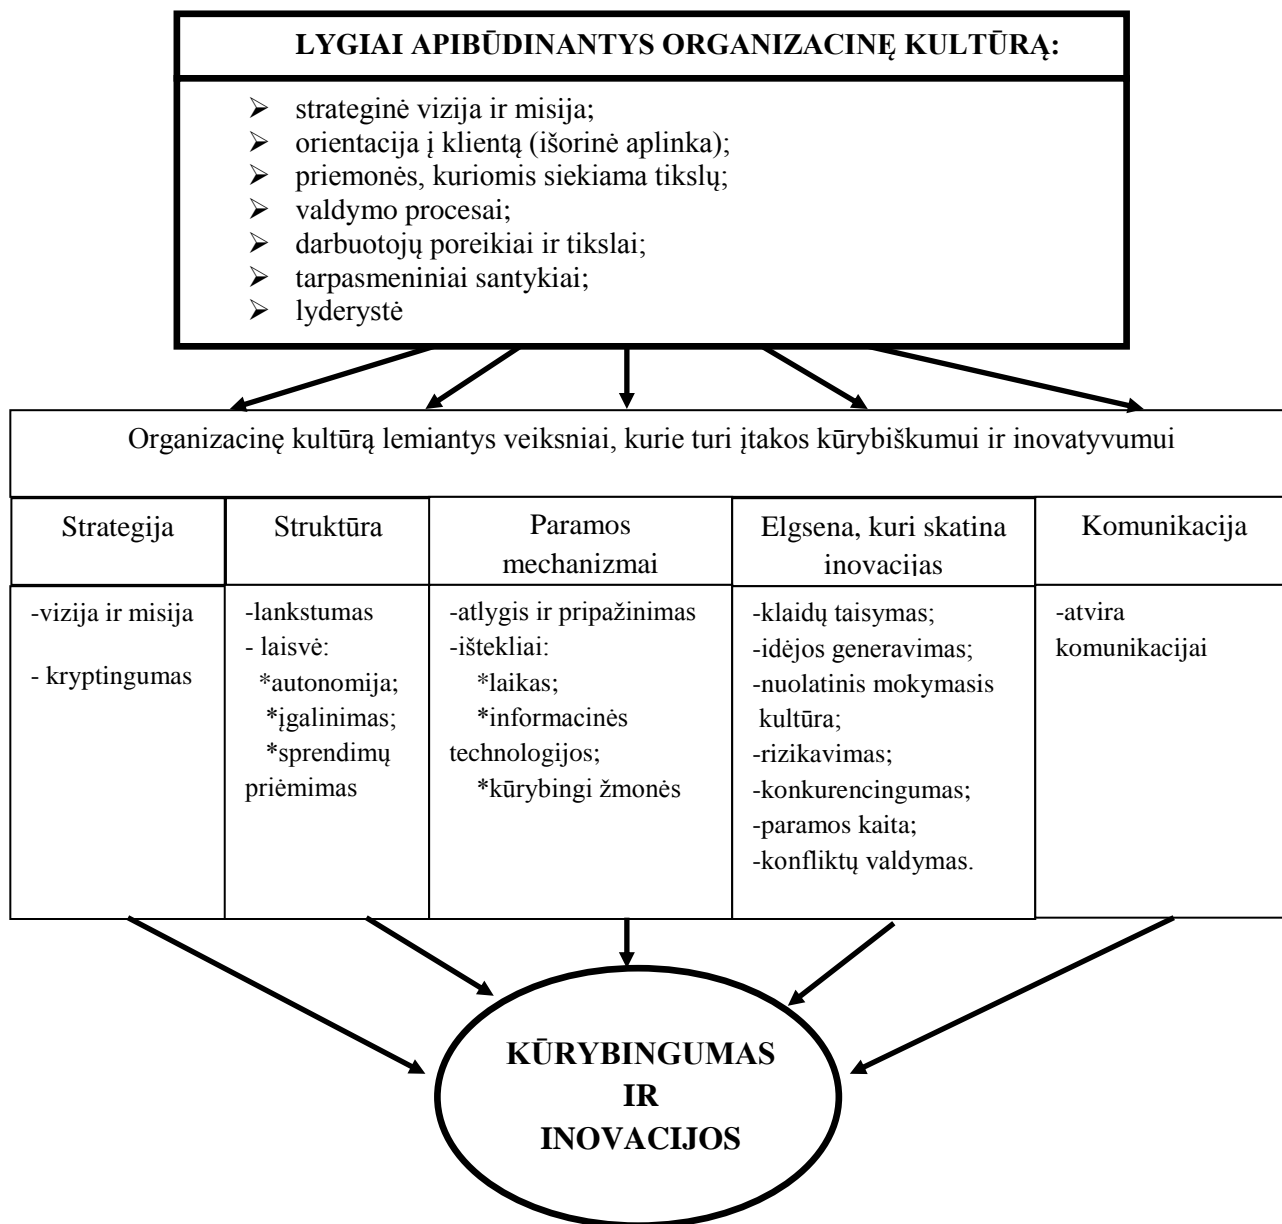 LYGIAI APIBŪDINANTYS ORGANIZACINĘ KULTŪRĄ:
➢ strateginė vizija ir misija;
➢ orientacija į klientą (išorinė aplinka);
➢ priemonės, kuriomis siekiama tikslų;
➢ valdymo procesai;
➢ darbuotojų poreikiai ir tikslai;
➢ tarpasmeniniai santykiai;
➢ lyderystė
Organizacinę kultūrą lemiantys veiksniai, kurie turi įtakos kūrybiškumui ir inovatyvumui
Strategija
-vizija ir misija
- kryptingumas
Struktūra
-lankstumas
- laisvė:
*autonomija;
*įgalinimas;
*sprendimų
priėmimas
Paramos
mechanizmai
-atlygis ir pripažinimas
-ištekliai:
*laikas;
*informacinės
technologijos;
*kūrybingi žmonės
Elgsena, kuri skatina
inovacijas
-klaidų taisymas;
-idėjos generavimas;
-nuolatinis mokymasis
kultūra;
-rizikavimas;
-konkurencingumas;
-paramos kaita;
-konfliktų valdymas.
Komunikacija
-atvira
komunikacijai
KŪRYBINGUMAS
IR
INOVACIJOS